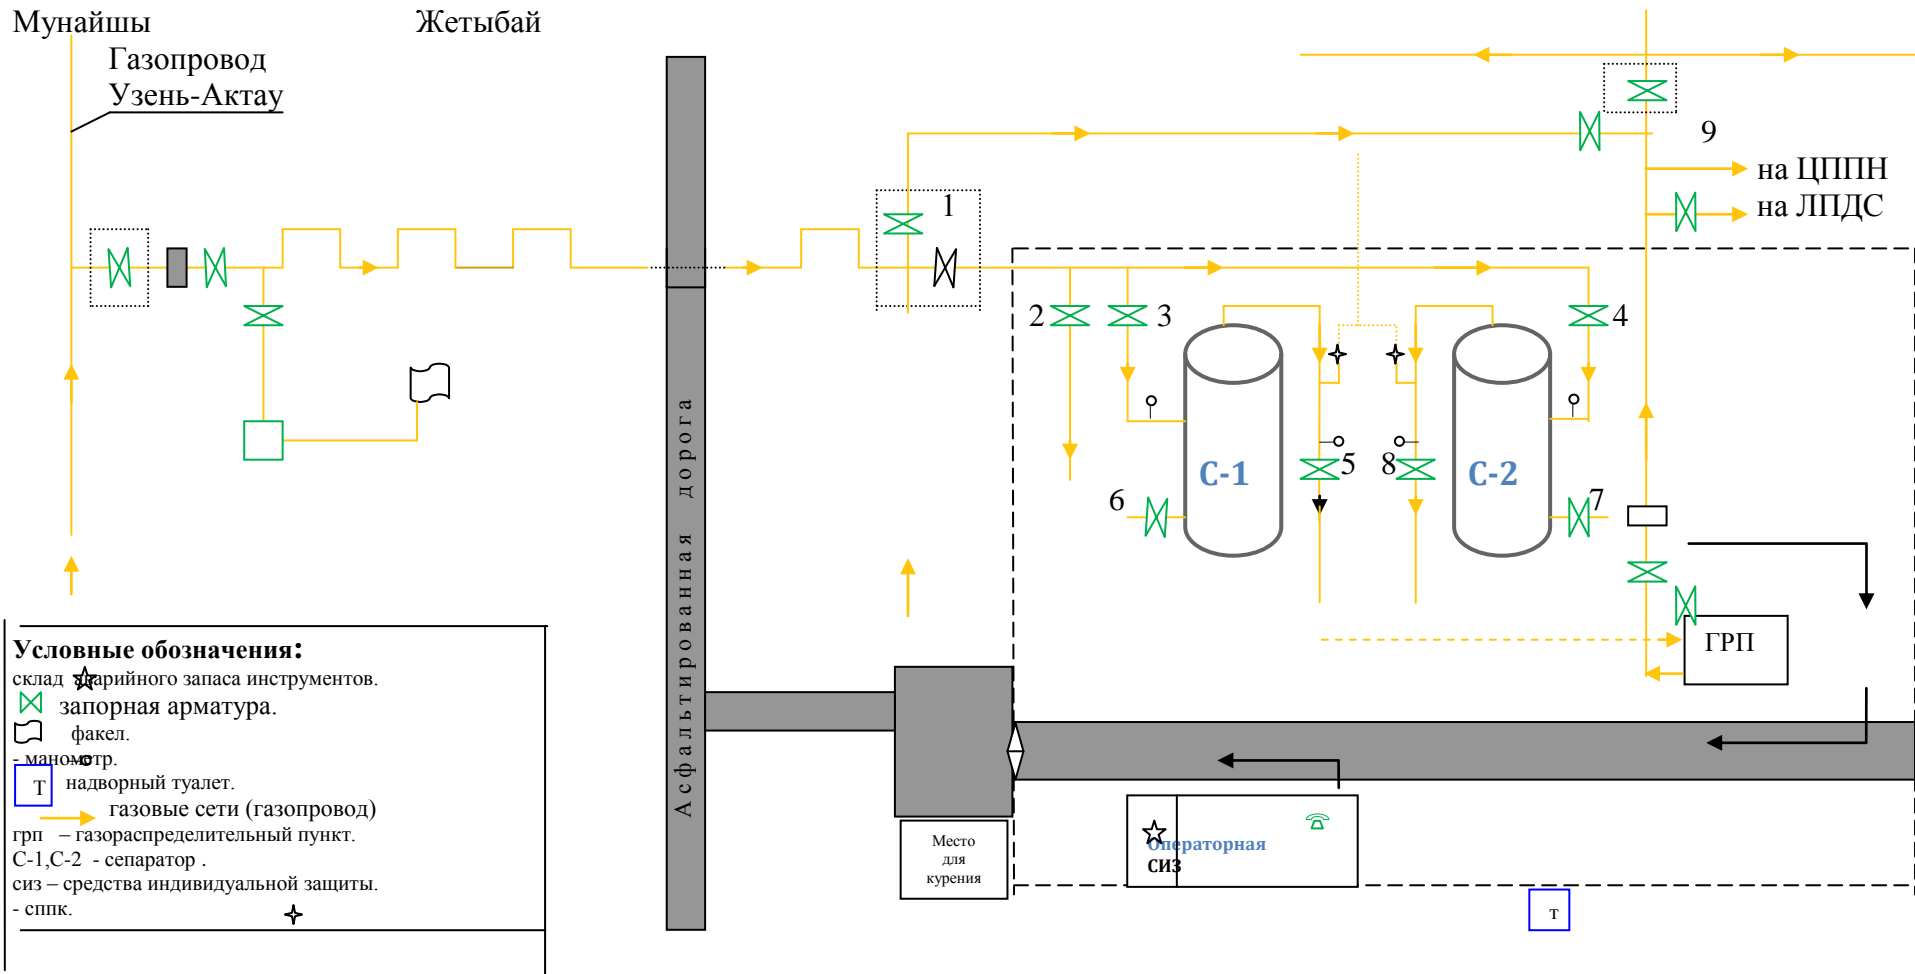 Мунайшы
Жетыбай
Газопровод
Узень-Актау
9
на ЦППН
на ЛПДС
1
2
3
4
С-1
5
8
С-2
6
7
ГРП
Асфальтированная дорога
Условные обозначения:
склад аварийного запаса инструментов.
запорная арматура.
факел.
- манометр.
Т надворный туалет.
газовые сети (газопровод)
грп – газораспределительный пункт.
С-1,С-2 - сепаратор .
сиз – средства индивидуальной защиты.
- сппк.
Место
для
курения
Операторная
СИЗ
т